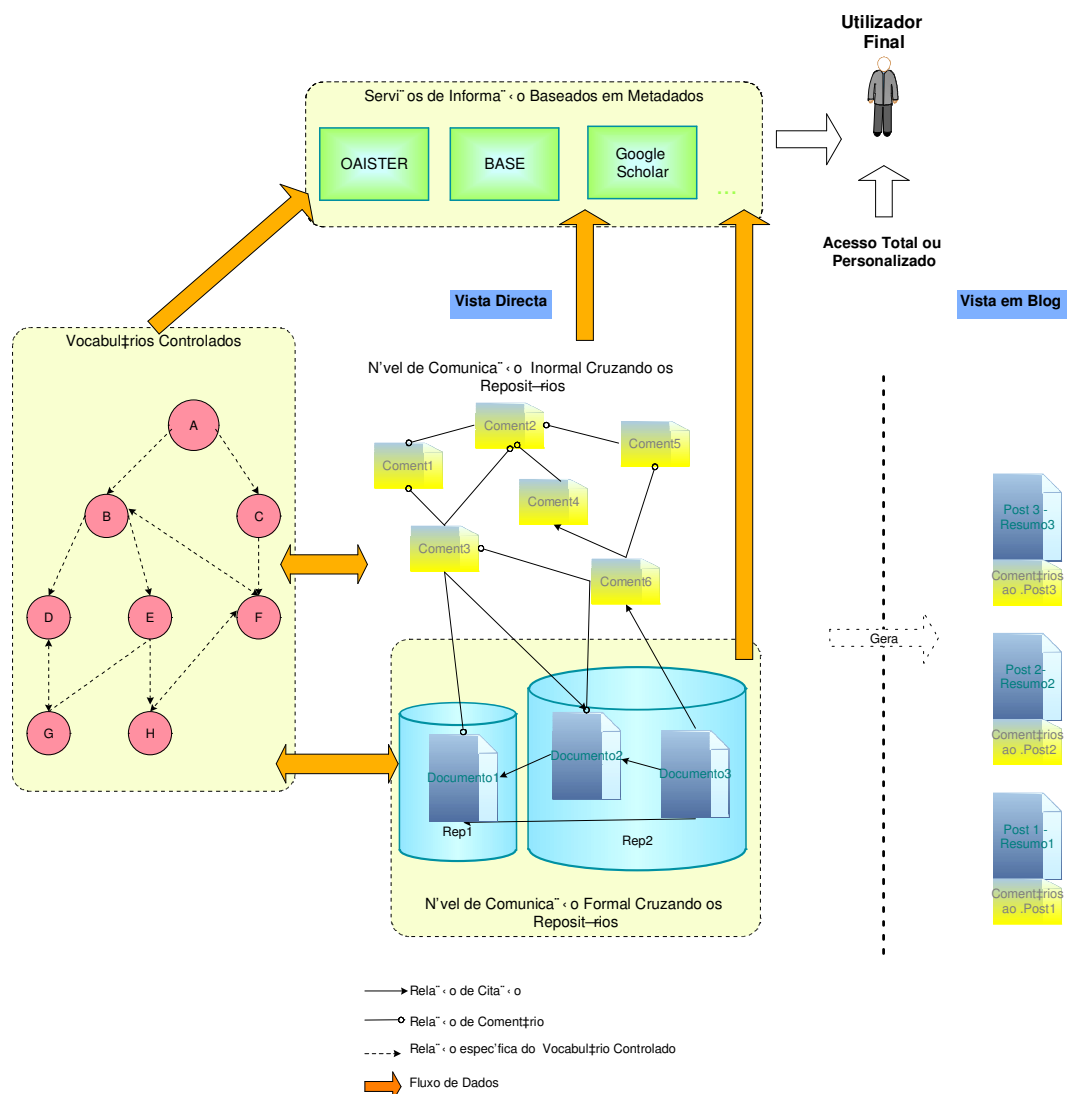 Utilizador
Final
Servi¨‹os de Informa¨‹o Baseados em Metadados
OAISTER
BASE
Google
Scholar
...
Acesso Total ou
Personalizado
Vista Directa
Vista em Blog
Vocabul‡rios Controlados
N'vel de Comunica¨‹o Inormal Cruzando os
Reposit—rios
A
B
C
D
E
F
G
H
Coment1
Coment2
Coment5
Coment4
Coment3
Coment6
Gera
Post 3 -
Resumo3
Coment‡rios
ao .Post3
Post 2-
Resumo2
Coment‡rios
ao .Post2
Post 1 -
Resumo1
Coment‡rios
ao .Post1
Documento1
Documento2
Documento3
Rep1
Rep2
N'vel de Comunica¨‹o Formal Cruzando os
Reposit—rios
Rela¨‹o de Cita¨‹o
Rela¨‹o de Coment‡rio
Rela¨‹o espec'fica do Vocabul‡rio Controlado
Fluxo de Dados